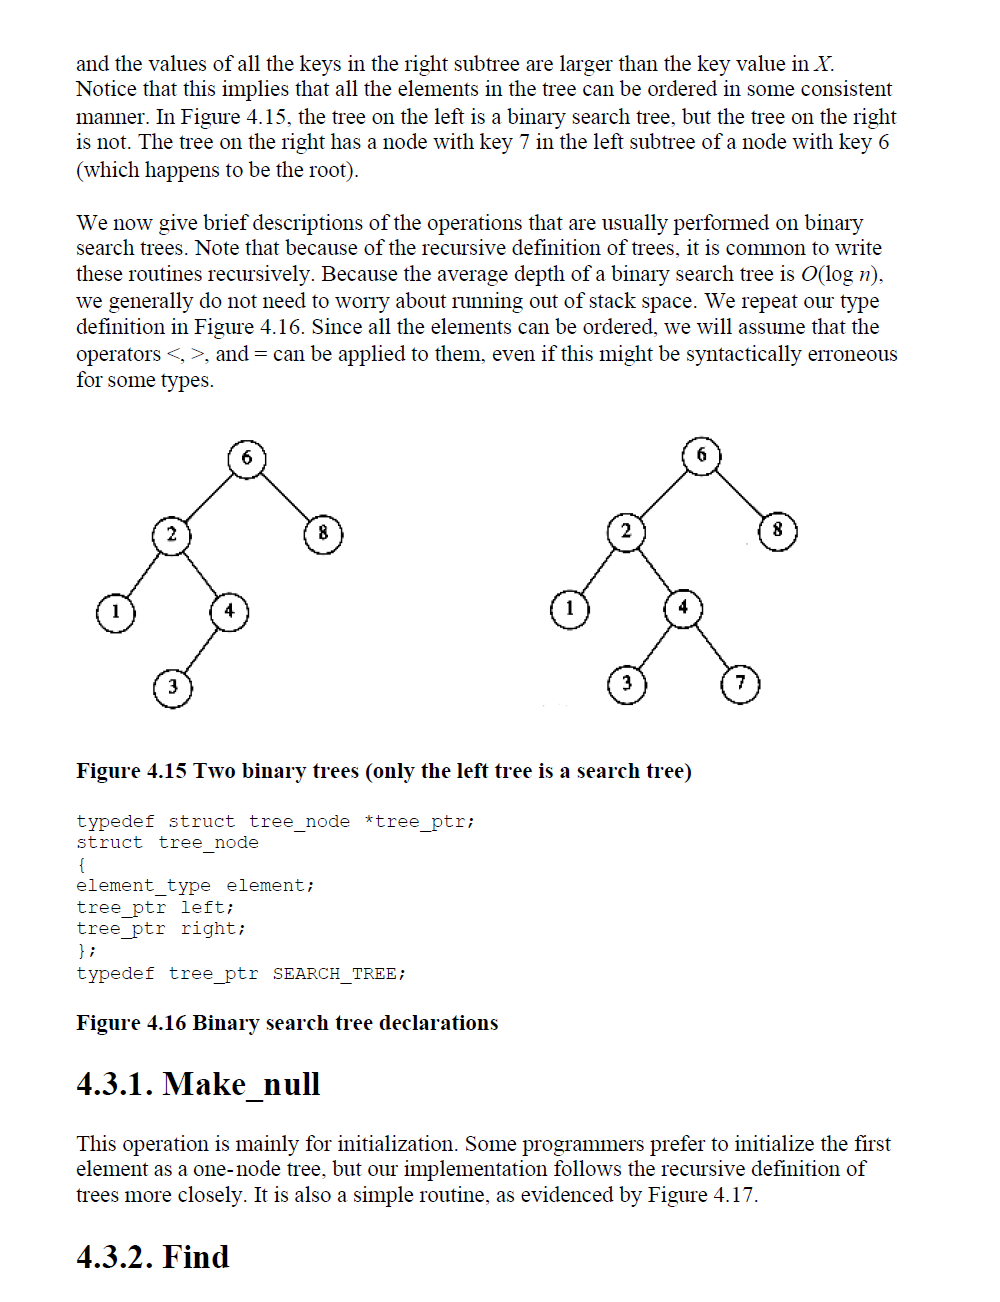 and the values of all the keys in the right subtree are larger than the key value in X.
Notice that this implies that all the elements in the tree can be ordered in some consistent
manner. In Figure 4.15, the tree on the left is a binary search tree, but the tree on the right
is not. The tree on the right has a node with key 7 in the left subtree of a node with key 6
(which happens to be the root).
We now give brief descriptions of the operations that are usually performed on binary
search trees. Note that because of the recursive definition of trees, it is common to write
these routines recursively. Because the average depth of a binary search tree is O(log n),
we generally do not need to worry about running out of stack space. We repeat our type
definition in Figure 4.16. Since all the elements can be ordered, we will assume that the
operators <, >, and = can be applied to them, even if this might be syntactically erroneous
for some types.
6
2
8
1
4
3
6
2
8
1
4
3
7
Figure 4.15 Two binary trees (only the left tree is a search tree)
typedef struct tree_node *tree_ptr;
struct tree_node
{
element_type element;
tree_ptr left;
tree_ptr right;
};
typedef tree_ptr SEARCH_TREE;
Figure 4.16 Binary search tree declarations
4.3.1. Make_null
This operation is mainly for initialization. Some programmers prefer to initialize the first
element as a one-node tree, but our implementation follows the recursive definition of
trees more closely. It is also a simple routine, as evidenced by Figure 4.17.
4.3.2. Find